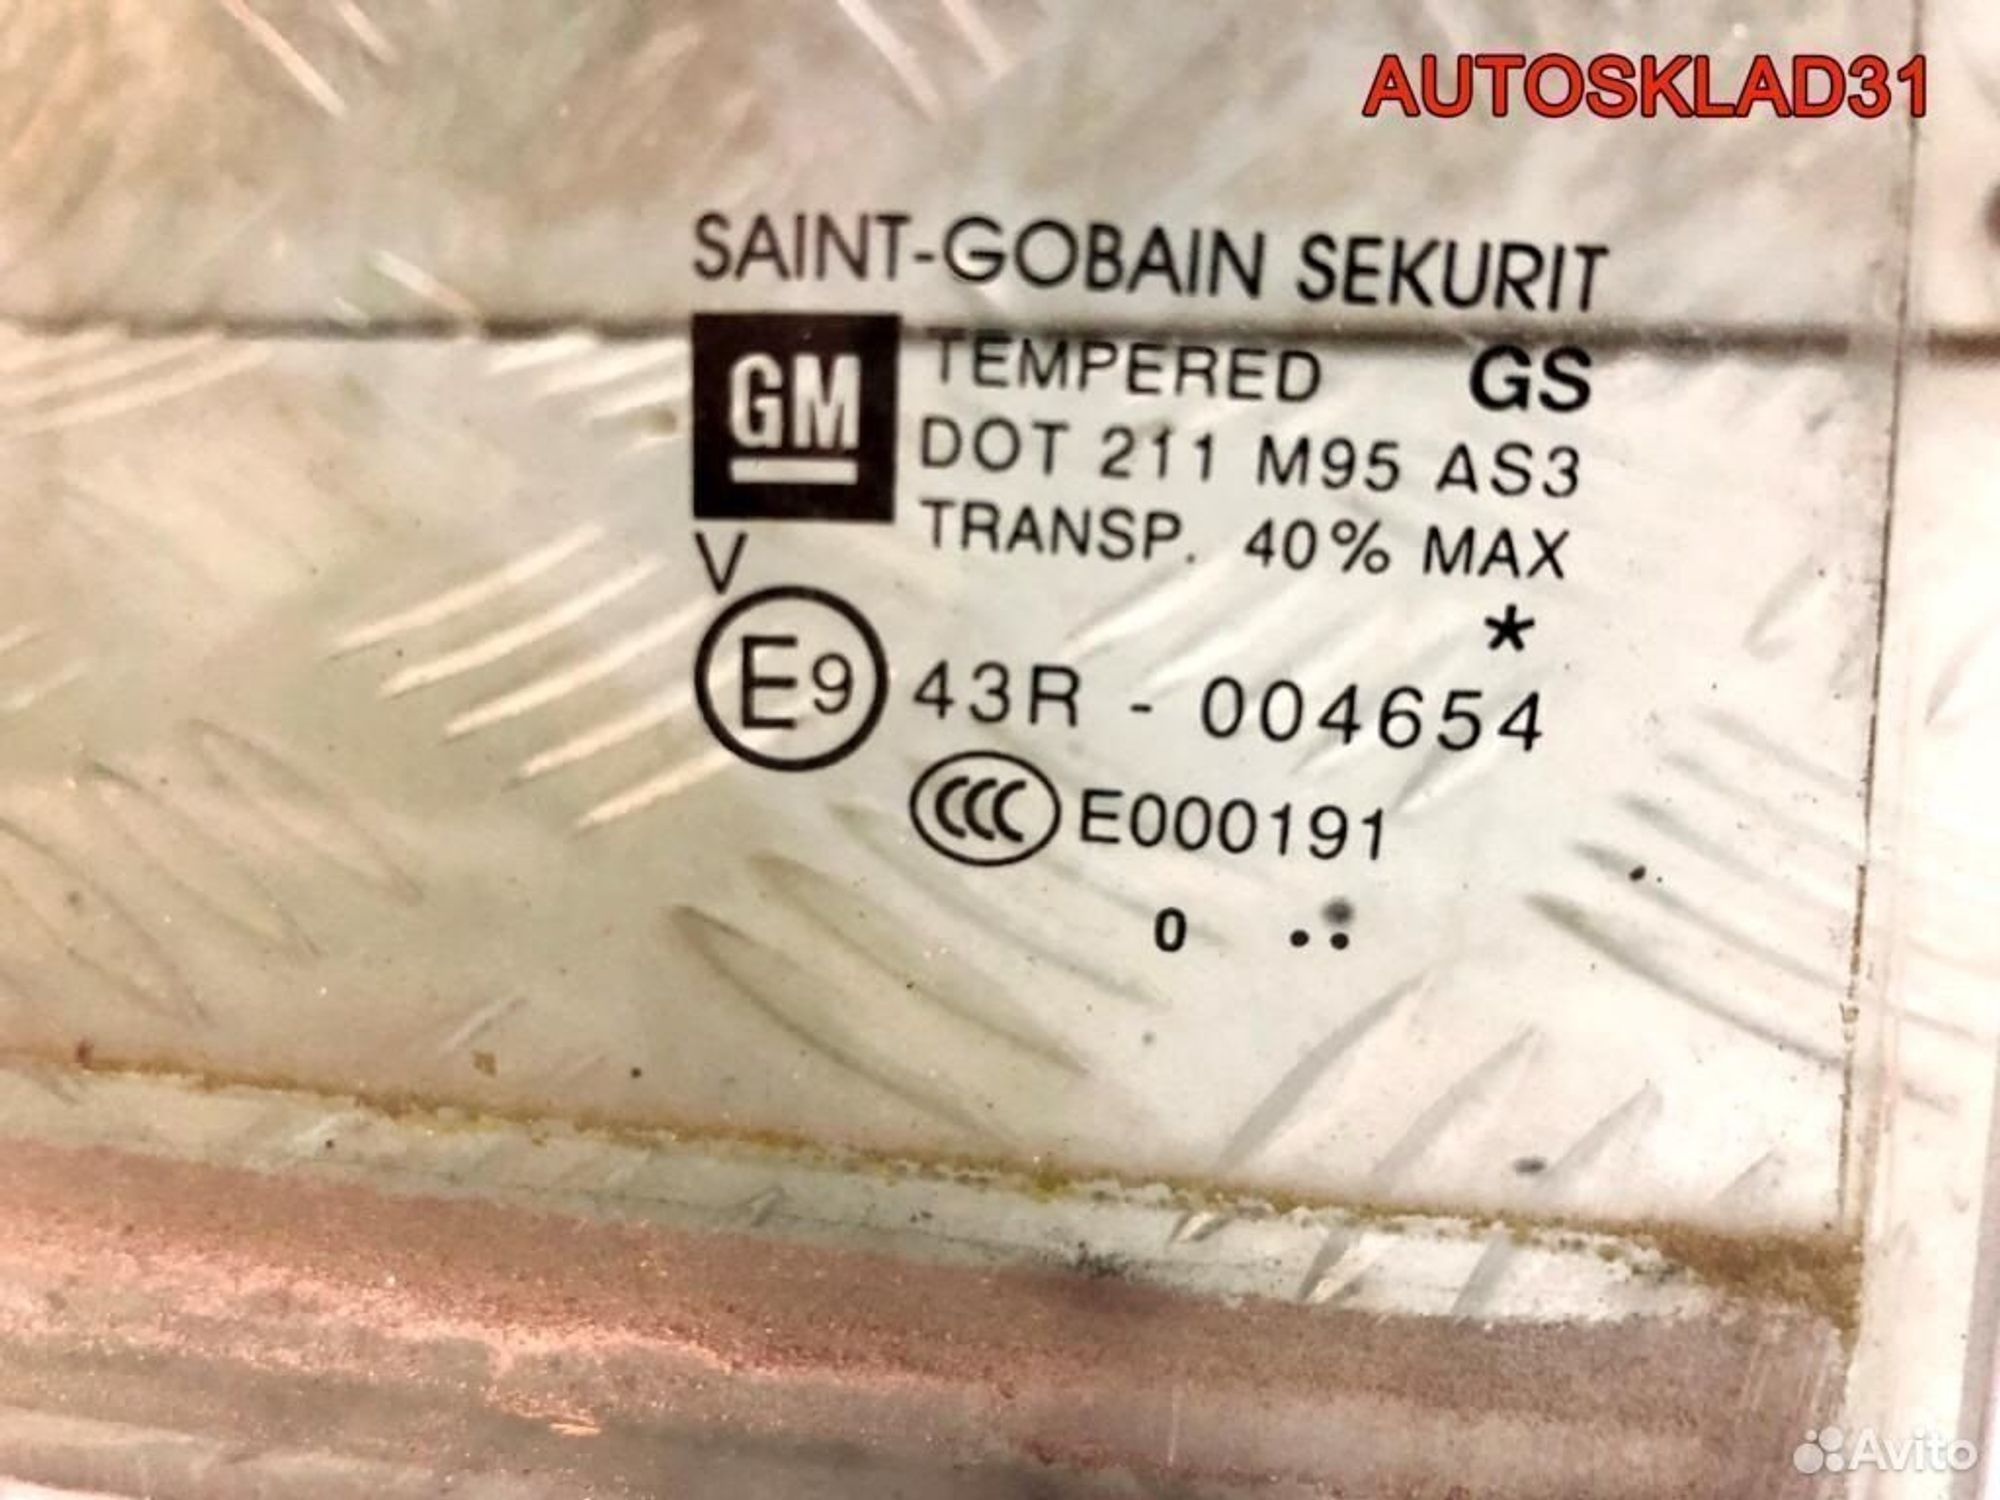 AUTOSKLAD31
SAINT-GOBAIN SEKURIT
GM
TEMPERED GS
DOT 211 M95 AS3
TRANSP. 40% MAX
V
*
E9 43R - 004654
CCC E000191
0 ..
Avito